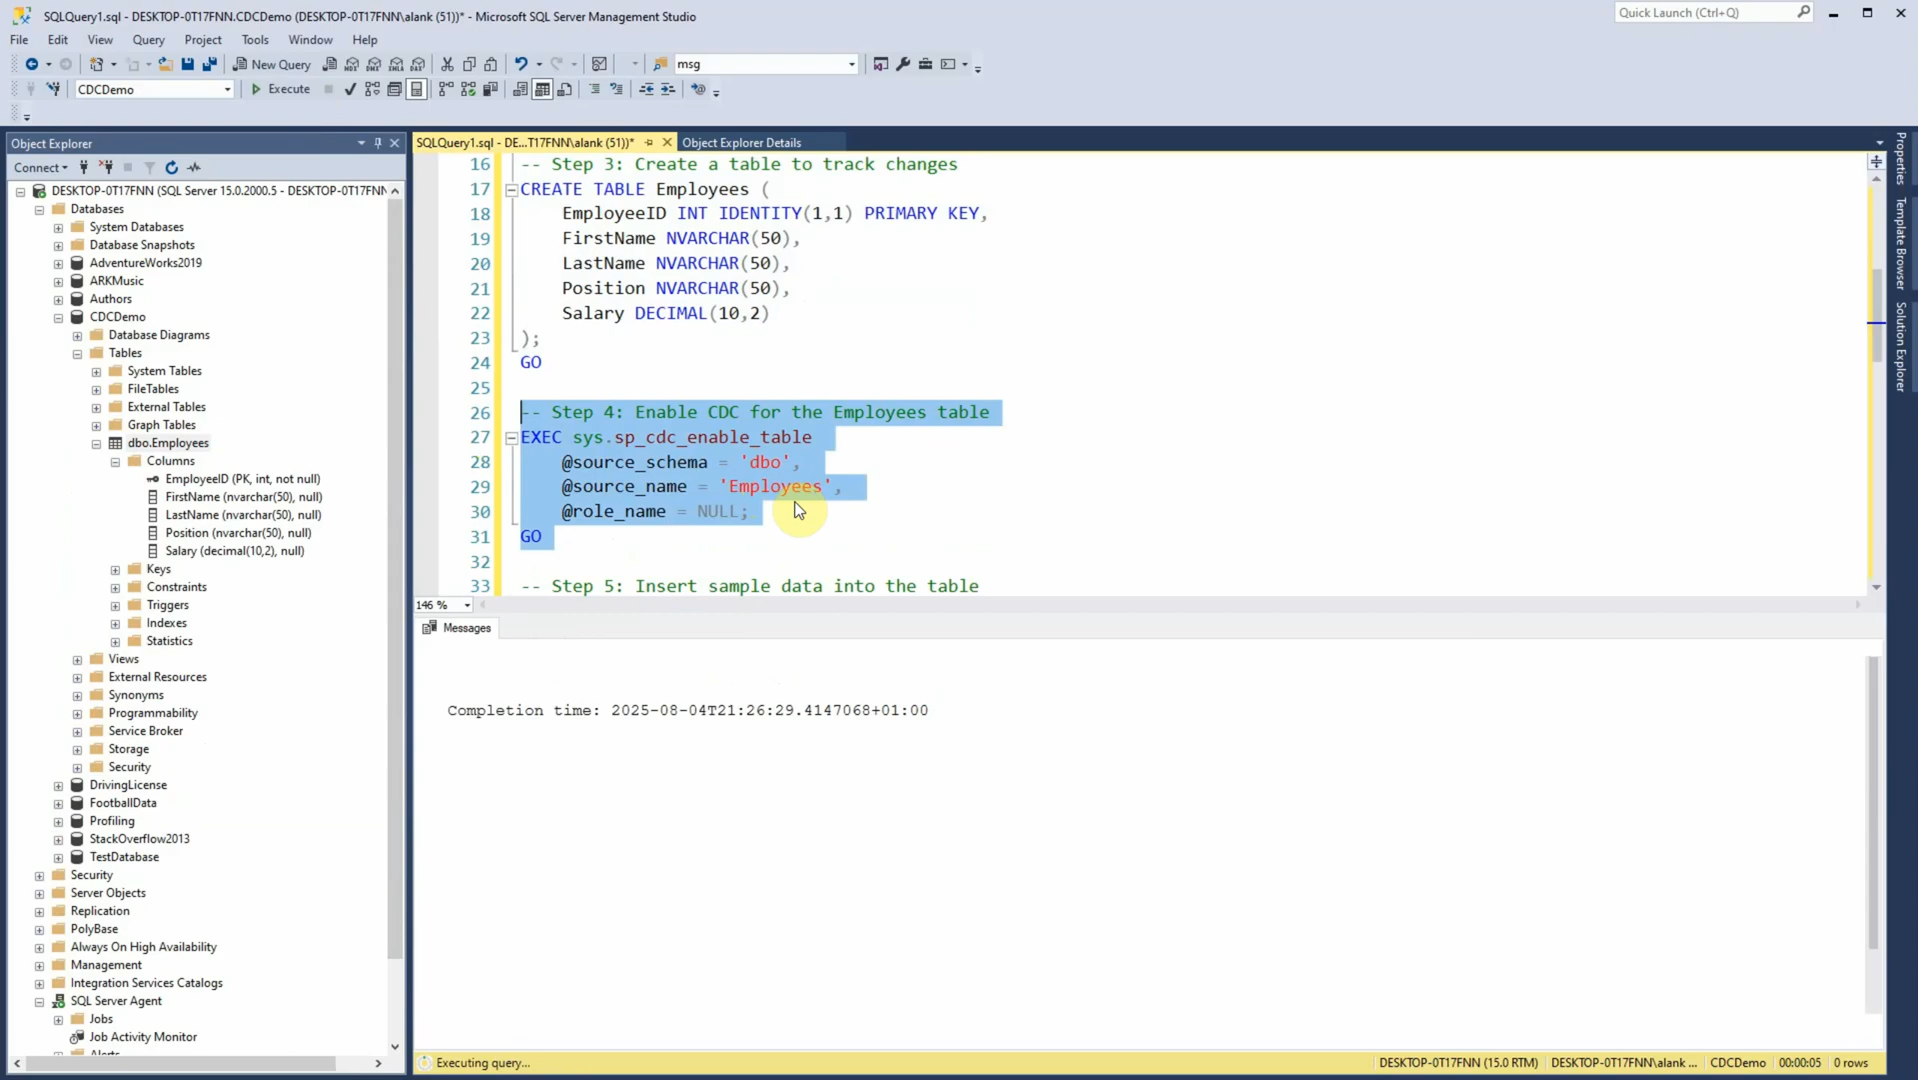 SQLQuery1.sql - DESKTOP-0T17FNN.CDCDemo (DESKTOP-0T17FNN\alank (51))* - Microsoft SQL Server Management Studio
Quick Launch (Ctrl+Q)
File Edit View Query Project Tools Window Help
New Query
msg
CDCDemo
Execute
Object Explorer
Connect
DESKTOP-0T17FNN (SQL Server 15.0.2000.5 - DESKTOP-0T17FNN
Databases
System Databases
Database Snapshots
AdventureWorks2019
ARKMusic
Authors
CDCDemo
Database Diagrams
Tables
System Tables
FileTables
External Tables
Graph Tables
dbo.Employees
Columns
EmployeeID (PK, int, not null)
FirstName (nvarchar(50), null)
LastName (nvarchar(50), null)
Position (nvarchar(50), null)
Salary (decimal(10,2), null)
Keys
Constraints
Triggers
Indexes
Statistics
Views
External Resources
Synonyms
Programmability
Service Broker
Storage
Security
DrivingLicense
FootballData
Profiling
StackOverflow2013
TestDatabase
Security
Server Objects
Replication
PolyBase
Always On High Availability
Management
Integration Services Catalogs
SQL Server Agent
Jobs
Job Activity Monitor
Alerts
SQLQuery1.sql - DE...T17FNN\alank (51))*
Object Explorer Details
16 -- Step 3: Create a table to track changes
17 CREATE TABLE Employees (
18 EmployeeID INT IDENTITY(1,1) PRIMARY KEY,
19 FirstName NVARCHAR(50),
20 LastName NVARCHAR(50),
21 Position NVARCHAR(50),
22 Salary DECIMAL(10,2)
23 );
24 GO
25
26 -- Step 4: Enable CDC for the Employees table
27 EXEC sys.sp_cdc_enable_table
28 @source_schema = 'dbo',
29 @source_name = 'Employees',
30 @role_name = NULL;
31 GO
32
33 -- Step 5: Insert sample data into the table
146 %
Messages
Completion time: 2025-08-04T21:26:29.4147068+01:00
Executing query...
DESKTOP-0T17FNN (15.0 RTM)
DESKTOP-0T17FNN\alank ...
CDCDemo
00:00:05
0 rows
Properties
Template Browser
Solution Explorer